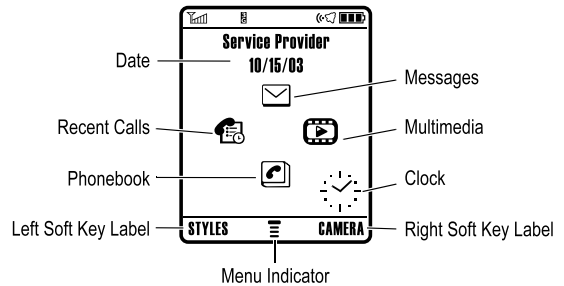 Service Provider
Date
10/15/03
Messages
Recent Calls
Multimedia
Phonebook
Clock
Left Soft Key Label
STYLES
CAMERA
Right Soft Key Label
Menu Indicator